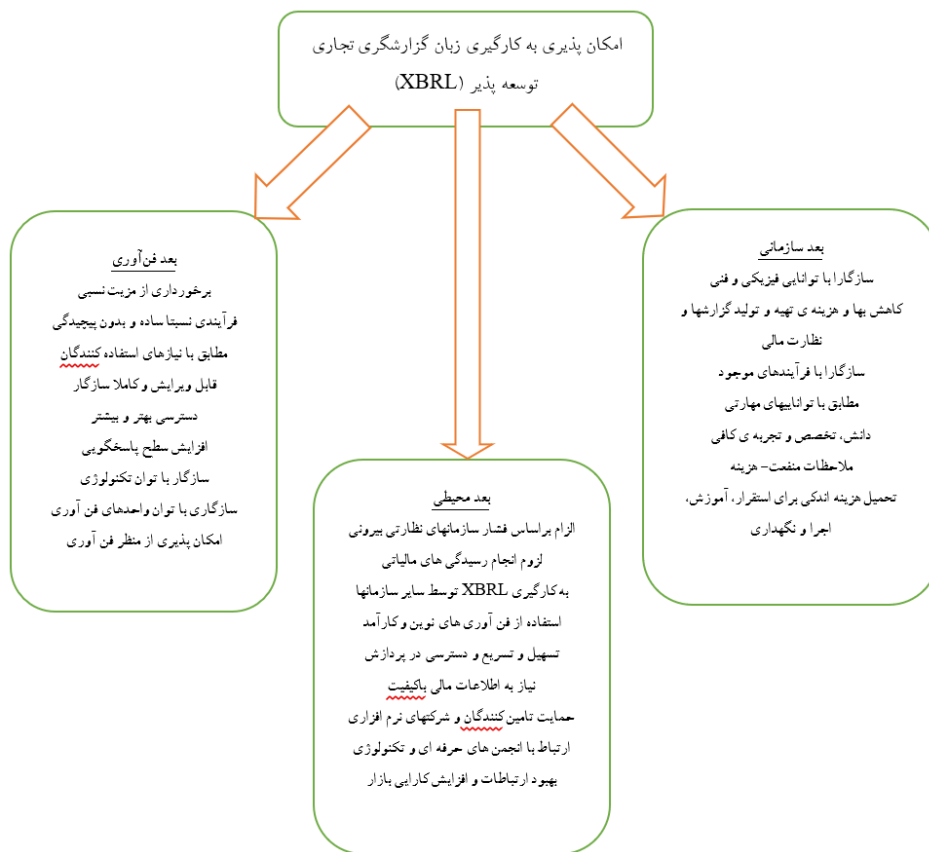 امکان پذیری به کارگیری زبان گزارشگری تجاری
توسعه پذیر (XBRL)
بعد سازمانی
سازگارا با توانایی فیزیکی و فنی
کاهش بها و هزینه ی تهیه و تولید گزارشها و
نظارت مالی
سازگارا با فرآیندهای موجود
مطابق با تواناییهای مهارتی
دانش، تخصص و تجربه ی کافی
ملاحظات منفعت- هزینه
تحمیل هزینه اندکی برای استقرار، آموزش،
اجرا و نگهداری
بعد محیطی
الزام براساس فشار سازمانهای نظارتی بیرونی
لزوم انجام رسیدگی های مالیاتی
به کارگیری XBRL توسط سایر سازمانها
استفاده از فن آوری های نوین و کارآمد
تسهیل و تسریع و دسترسی در پردازش
نیاز به اطلاعات مالی باکیفیت
حمایت تامین کنندگان و شرکتهای نرم افزاری
ارتباط با انجمن های حرفه ای و تکنولوژی
بهبود ارتباطات و افزایش کارایی بازار
بعد فن‌آوری
برخورداری از مزیت نسبی
فرآیندی نسبتا ساده و بدون پیچیدگی
مطابق با نیازهای استفاده کنندگان
قابل ویرایش و کاملا سازگار
دسترسی بهتر و بیشتر
افزایش سطح پاسخگویی
سازگار با توان تکنولوژی
سازگاری با توان واحدهای فن آوری
امکان پذیری از منظر فن آوری